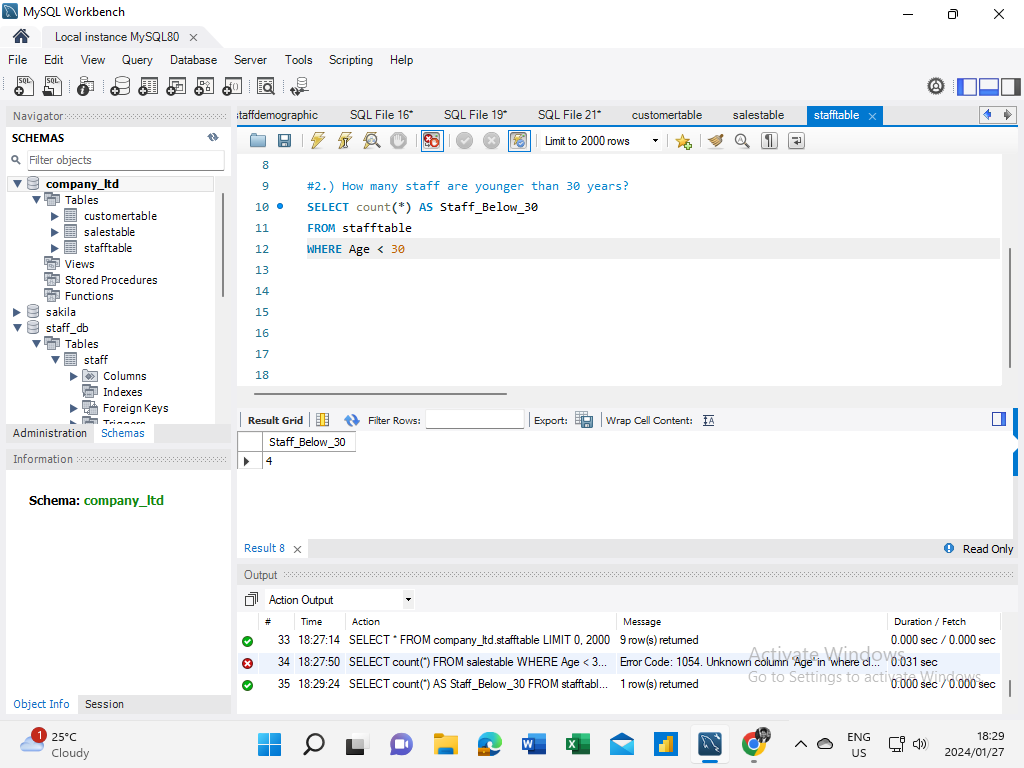 MySQL Workbench
Local instance MySQL80
File Edit View Query Database Server Tools Scripting Help
Navigator
SCHEMAS
Filter objects
company_ltd
Tables
customertable
salestable
stafftable
Views
Stored Procedures
Functions
sakila
staff_db
Tables
staff
Columns
Indexes
Foreign Keys
Triggers
Administration Schemas
Information
Schema: company_ltd
Object Info Session
staffdemographic SQL File 16* SQL File 19* SQL File 21* customertable salestable stafftable
Limit to 2000 rows
8
9 #2.) How many staff are younger than 30 years?
10 SELECT count(*) AS Staff_Below_30
11 FROM stafftable
12 WHERE Age < 30
13
14
15
16
17
18
Result Grid Filter Rows: Export: Wrap Cell Content:
Staff_Below_30
4
Result 8 Read Only
Output
Action Output
# Time Action Message Duration / Fetch
33 18:27:14 SELECT * FROM company_ltd.stafftable LIMIT 0, 2000 9 row(s) returned 0.000 sec / 0.000 sec
34 18:27:50 SELECT count(*) FROM salestable WHERE Age < 3... Error Code: 1054. Unknown column 'Age' in 'where cl... 0.031 sec
35 18:29:24 SELECT count(*) AS Staff_Below_30 FROM stafftabl... 1 row(s) returned 0.000 sec / 0.000 sec
Activate Windows
Go to Settings to activate Windows.
1
25°C
Cloudy
ENG
US
18:29
2024/01/27